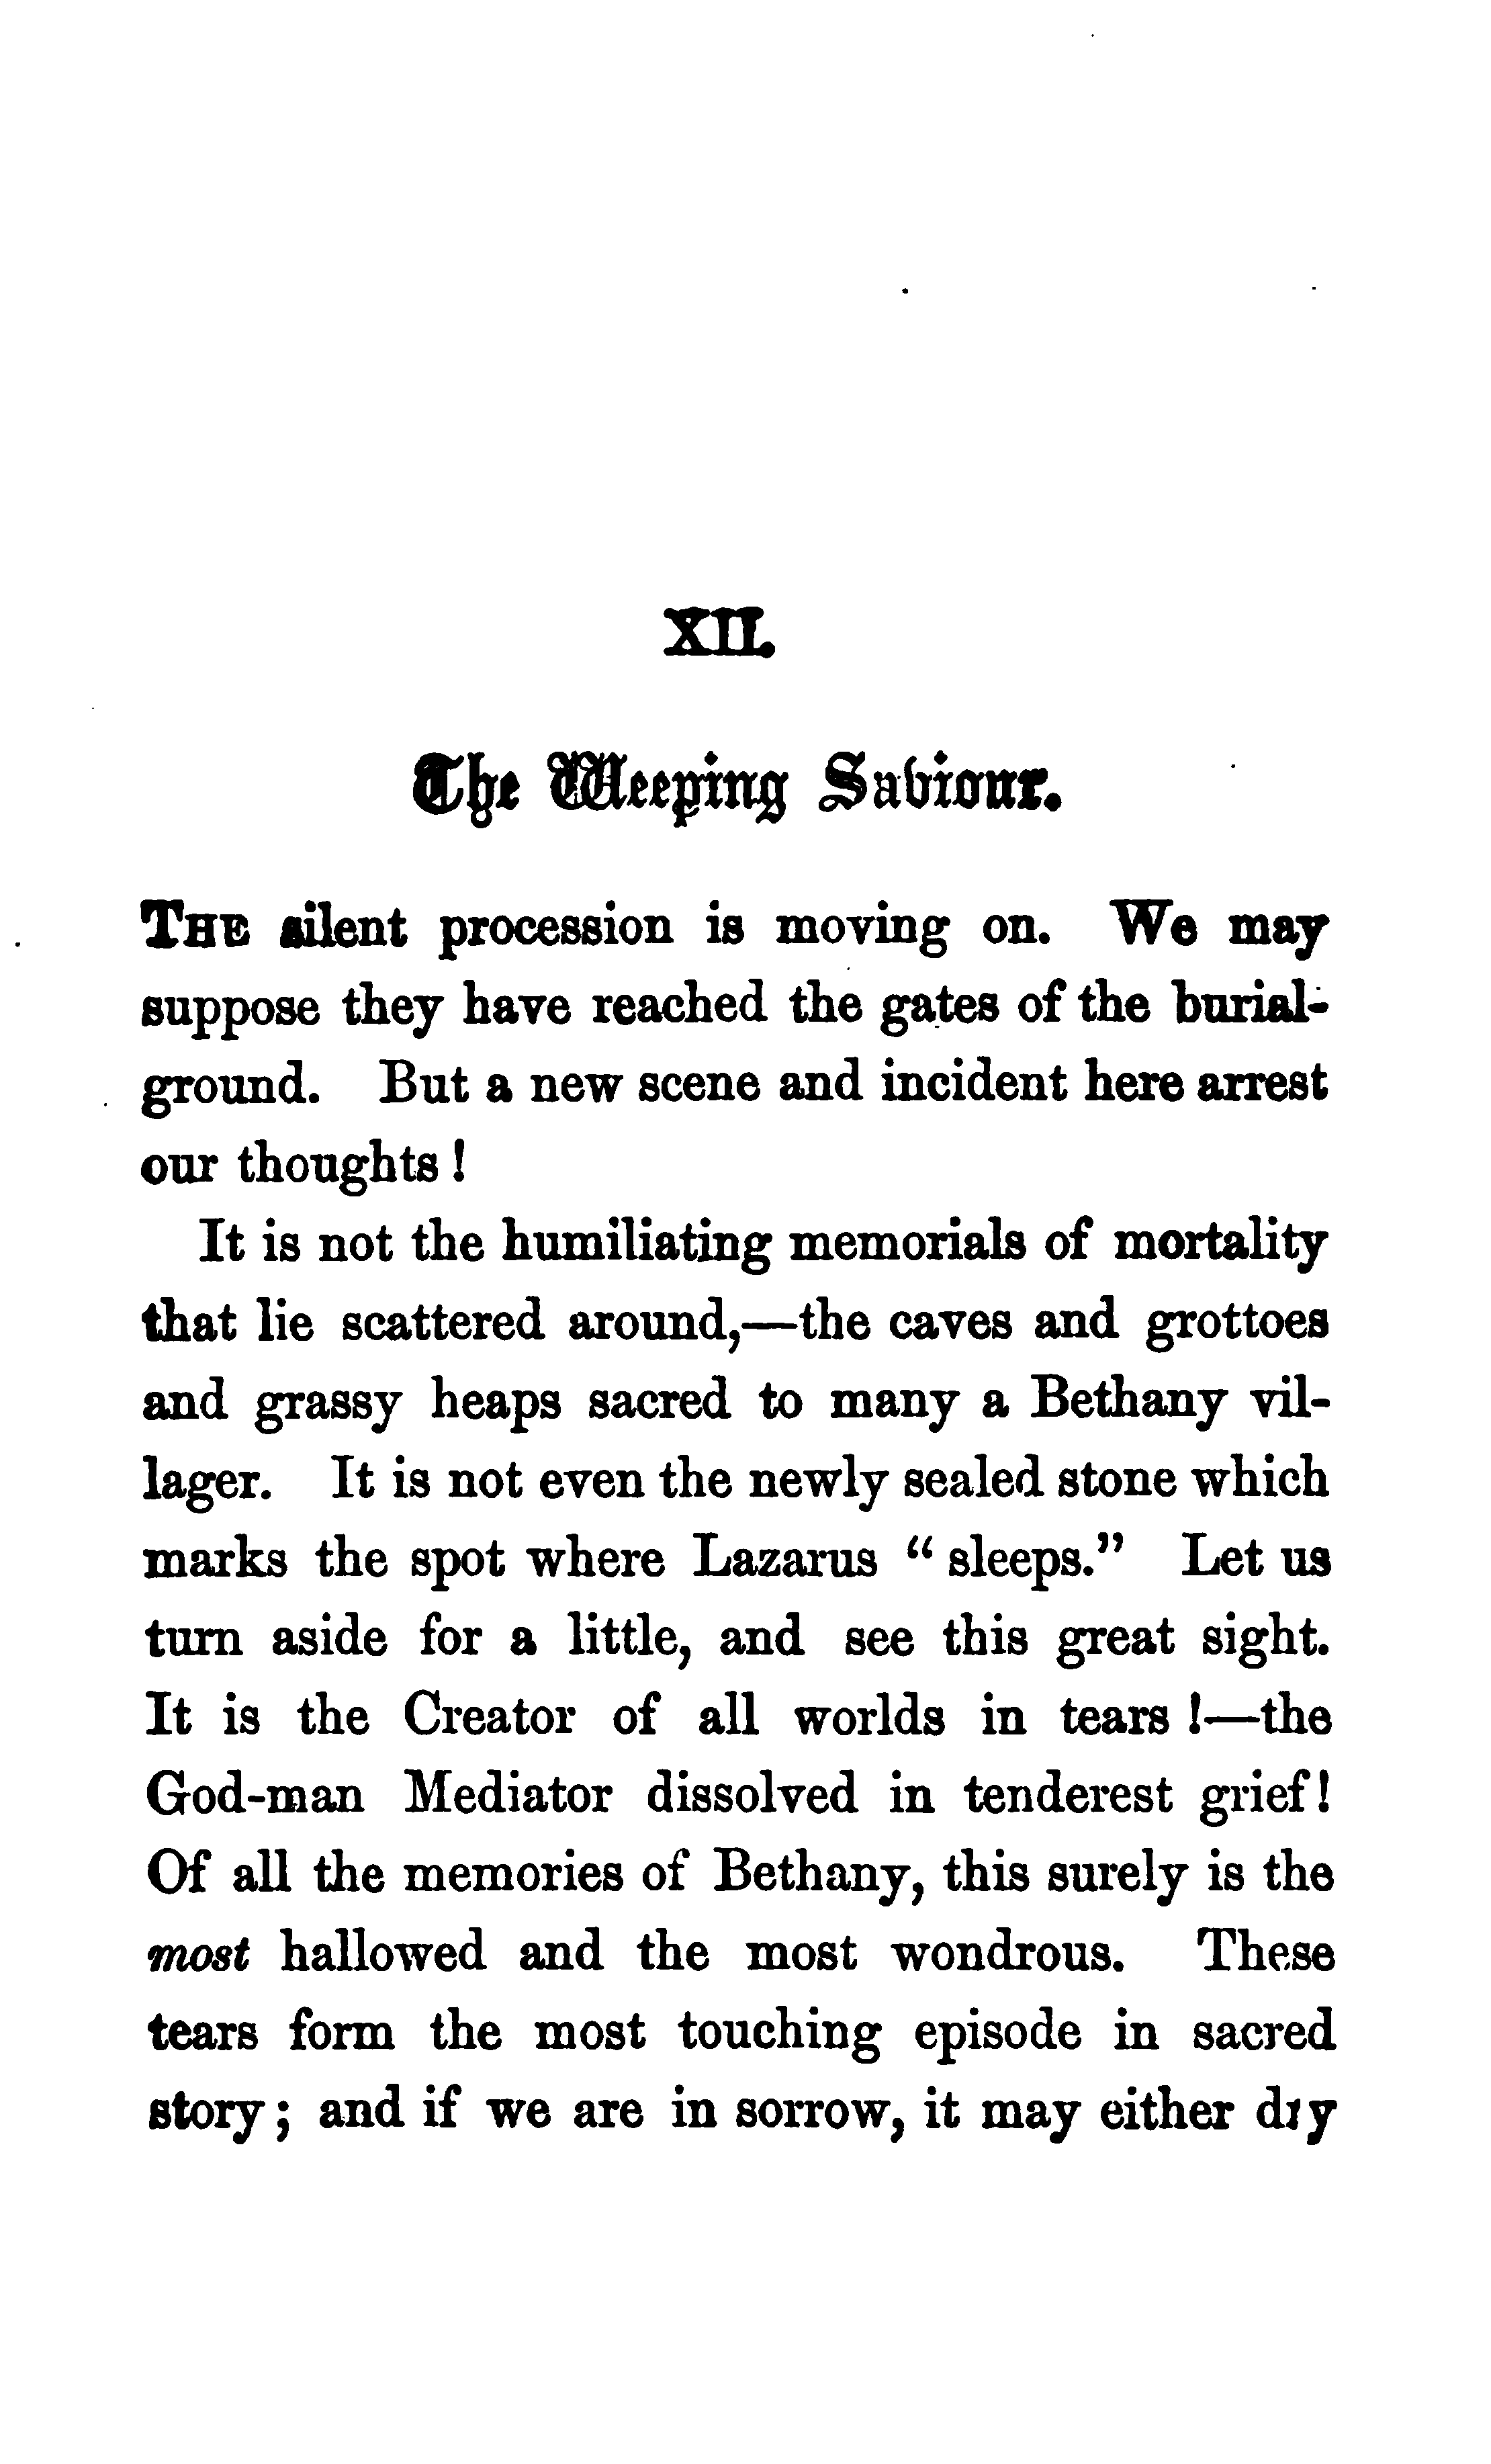 XII.
The Weeping Saviour.
THE silent procession is moving on. We may
suppose they have reached the gates of the burial-
ground. But a new scene and incident here arrest
our thoughts !
It is not the humiliating memorials of mortality
that lie scattered around,—the caves and grottoes
and grassy heaps sacred to many a Bethany vil-
lager. It is not even the newly sealed stone which
marks the spot where Lazarus “ sleeps.” Let us
turn aside for a little, and see this great sight.
It is the Creator of all worlds in tears !—the
God-man Mediator dissolved in tenderest grief!
Of all the memories of Bethany, this surely is the
most hallowed and the most wondrous. These
tears form the most touching episode in sacred
story ; and if we are in sorrow, it may either dry